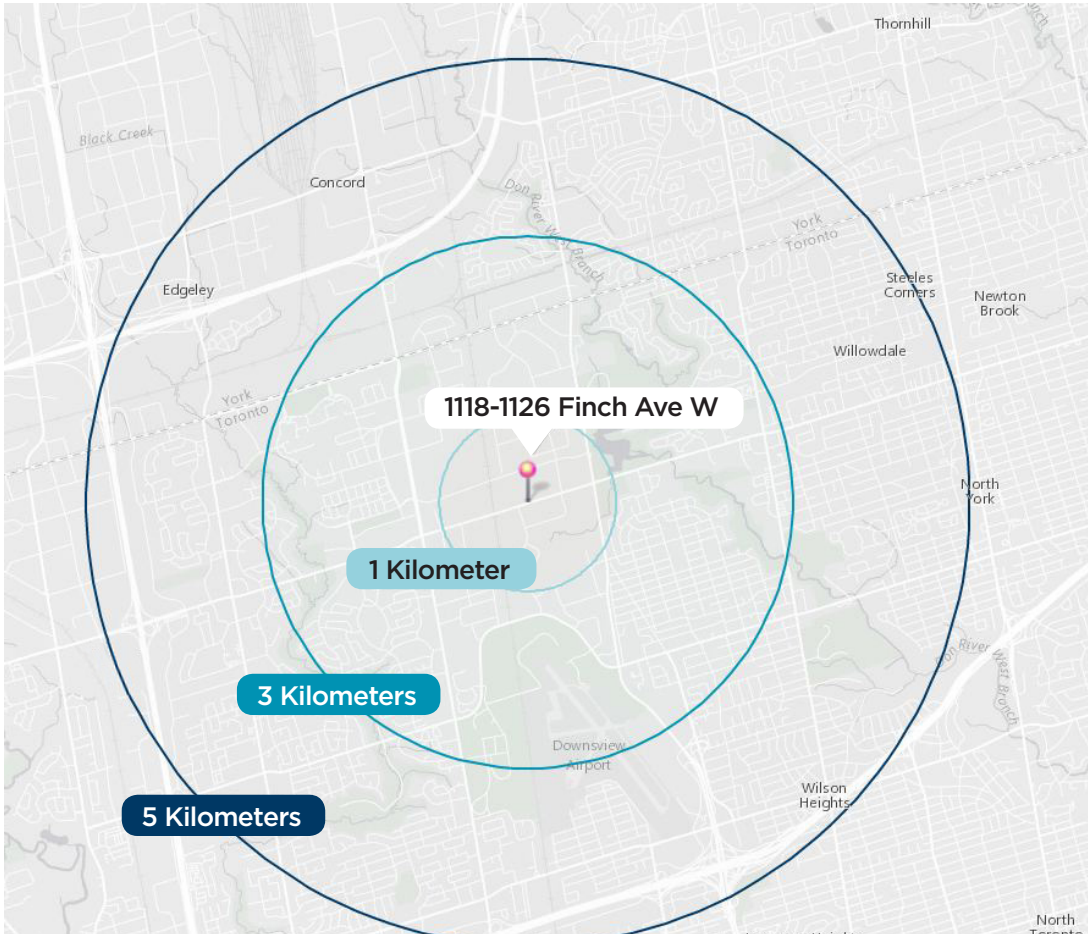 Thornhill
Black Creek
Concord
Don River West Branch
York
Toronto
Edgeley
Steeles
Corners
Newton
Brook
Willowdale
York
Toronto
1118-1126 Finch Ave W
North
York
1 Kilometer
Don River West Branch
3 Kilometers
Downsview
Airport
Wilson
Heights
5 Kilometers
North